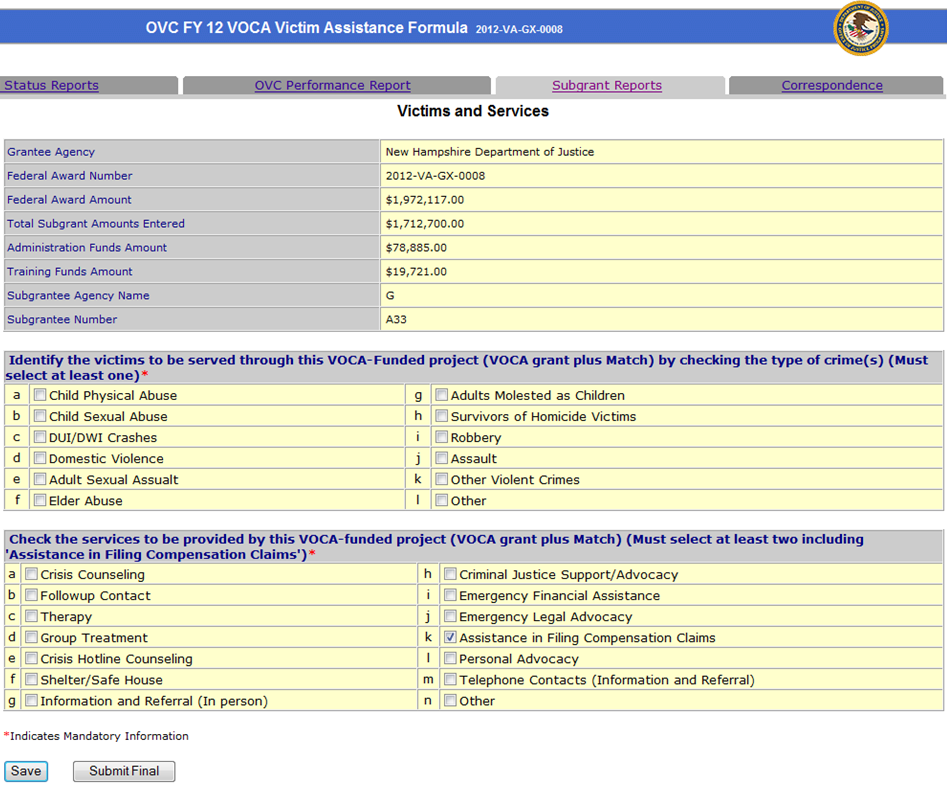 OVC FY 12 VOCA Victim Assistance Formula 2012-VA-GX-0008
Status Reports OVC Performance Report Subgrant Reports Correspondence
Victims and Services
Grantee Agency New Hampshire Department of Justice
Federal Award Number 2012-VA-GX-0008
Federal Award Amount $1,972,117.00
Total Subgrant Amounts Entered $1,712,700.00
Administration Funds Amount $78,885.00
Training Funds Amount $19,721.00
Subgrantee Agency Name G
Subgrantee Number A33
Identify the victims to be served through this VOCA-Funded project (VOCA grant plus Match) by checking the type of crime(s) (Must
select at least one)*
a Child Physical Abuse g Adults Molested as Children
b Child Sexual Abuse h Survivors of Homicide Victims
c DUI/DWI Crashes i Robbery
d Domestic Violence j Assault
e Adult Sexual Assualt k Other Violent Crimes
f Elder Abuse l Other
Check the services to be provided by this VOCA-funded project (VOCA grant plus Match) (Must select at least two including
'Assistance in Filing Compensation Claims')*
a Crisis Counseling h Criminal Justice Support/Advocacy
b Followup Contact i Emergency Financial Assistance
c Therapy j Emergency Legal Advocacy
d Group Treatment k Assistance in Filing Compensation Claims
e Crisis Hotline Counseling l Personal Advocacy
f Shelter/Safe House m Telephone Contacts (Information and Referral)
g Information and Referral (In person) n Other
*Indicates Mandatory Information
Save Submit Final